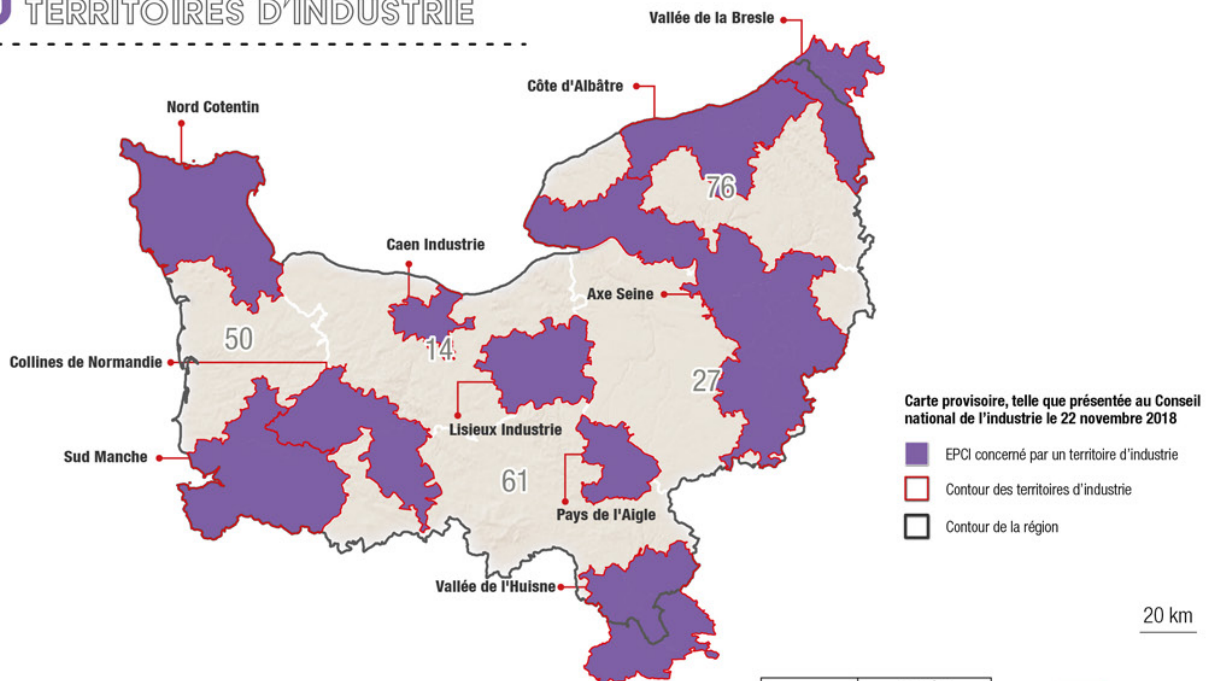 TERRITOIRES D'INDUSTRIE
Vallée de la Bresle
Côte d'Albâtre
Nord Cotentin
76
Caen Industrie
Axe Seine
50
14
Collines de Normandie
27
Carte provisoire, telle que présentée au Conseil
national de l'industrie le 22 novembre 2018
Lisieux Industrie
Sud Manche
EPCI concerné par un territoire d'industrie
61
Contour des territoires d'industrie
Pays de l'Aigle
Contour de la région
Vallée de l'Huisne
20 km